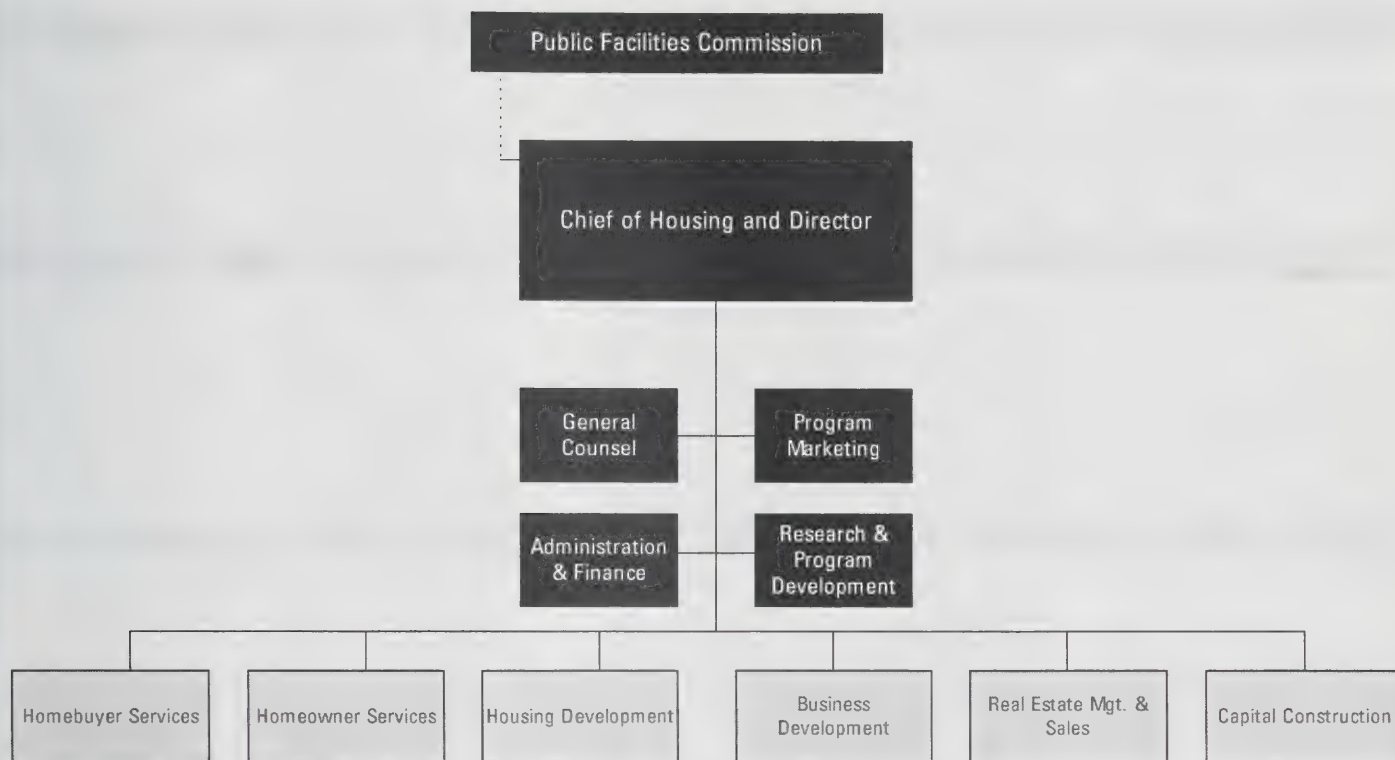 Public Facilities Commission
Chief of Housing and Director
General
Counsel
Program
Marketing
Administration
& Finance
Research &
Program
Development
Homebuyer Services
Homeowner Services
Housing Development
Business
Development
Real Estate Mgt. &
Sales
Capital Construction